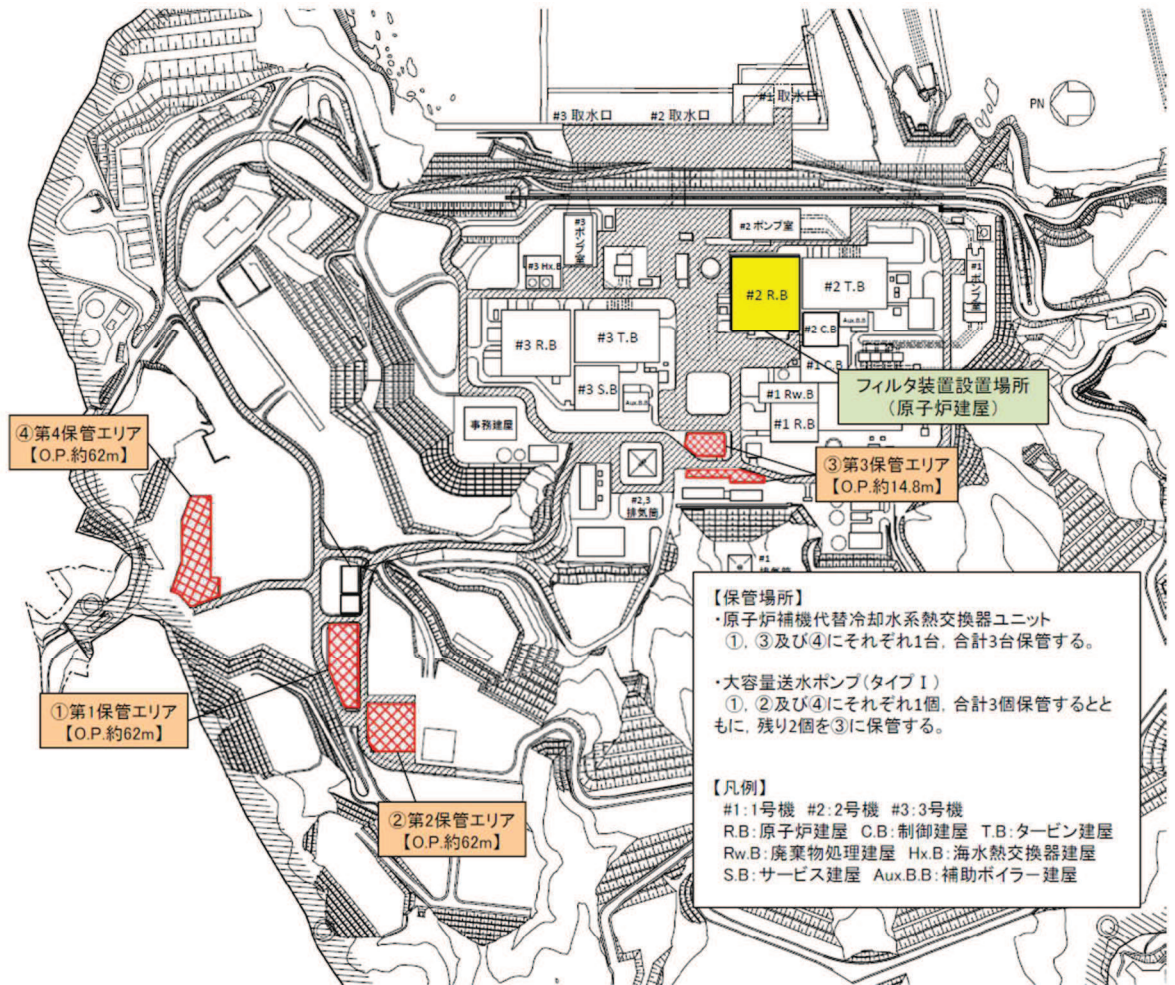 #1 取水口
#3 取水口
#2 取水口
PN
#3
ポンプ室
#2 ポンプ室
#3 Hx.B
#1
ポンプ室
#2 R.B
#2 T.B
#2 C.B
Aux.B.B
#3 R.B
#3 T.B
#1 C.B
フィルタ装置設置場所
(原子炉建屋)
#3 S.B
Aux.B.B
#1 Rw.B
#1 R.B
事務建屋
④第4保管エリア
【O.P.約62m】
③第3保管エリア
【O.P.約14.8m】
#2,3
排気筒
#1
①第1保管エリア
【O.P.約62m】
②第2保管エリア
【O.P.約62m】
【保管場所】
・原子炉補機代替冷却水系熱交換器ユニット
①, ③及び④にそれぞれ1台, 合計3台保管する。
・大容量送水ポンプ(タイプⅠ)
①, ②及び④にそれぞれ1個, 合計3個保管するとと
もに, 残り2個を③に保管する。
【凡例】
#1:1号機 #2:2号機 #3:3号機
R.B:原子炉建屋 C.B:制御建屋 T.B:タービン建屋
Rw.B:廃棄物処理建屋 Hx.B:海水熱交換器建屋
S.B:サービス建屋 Aux.B.B:補助ボイラー建屋